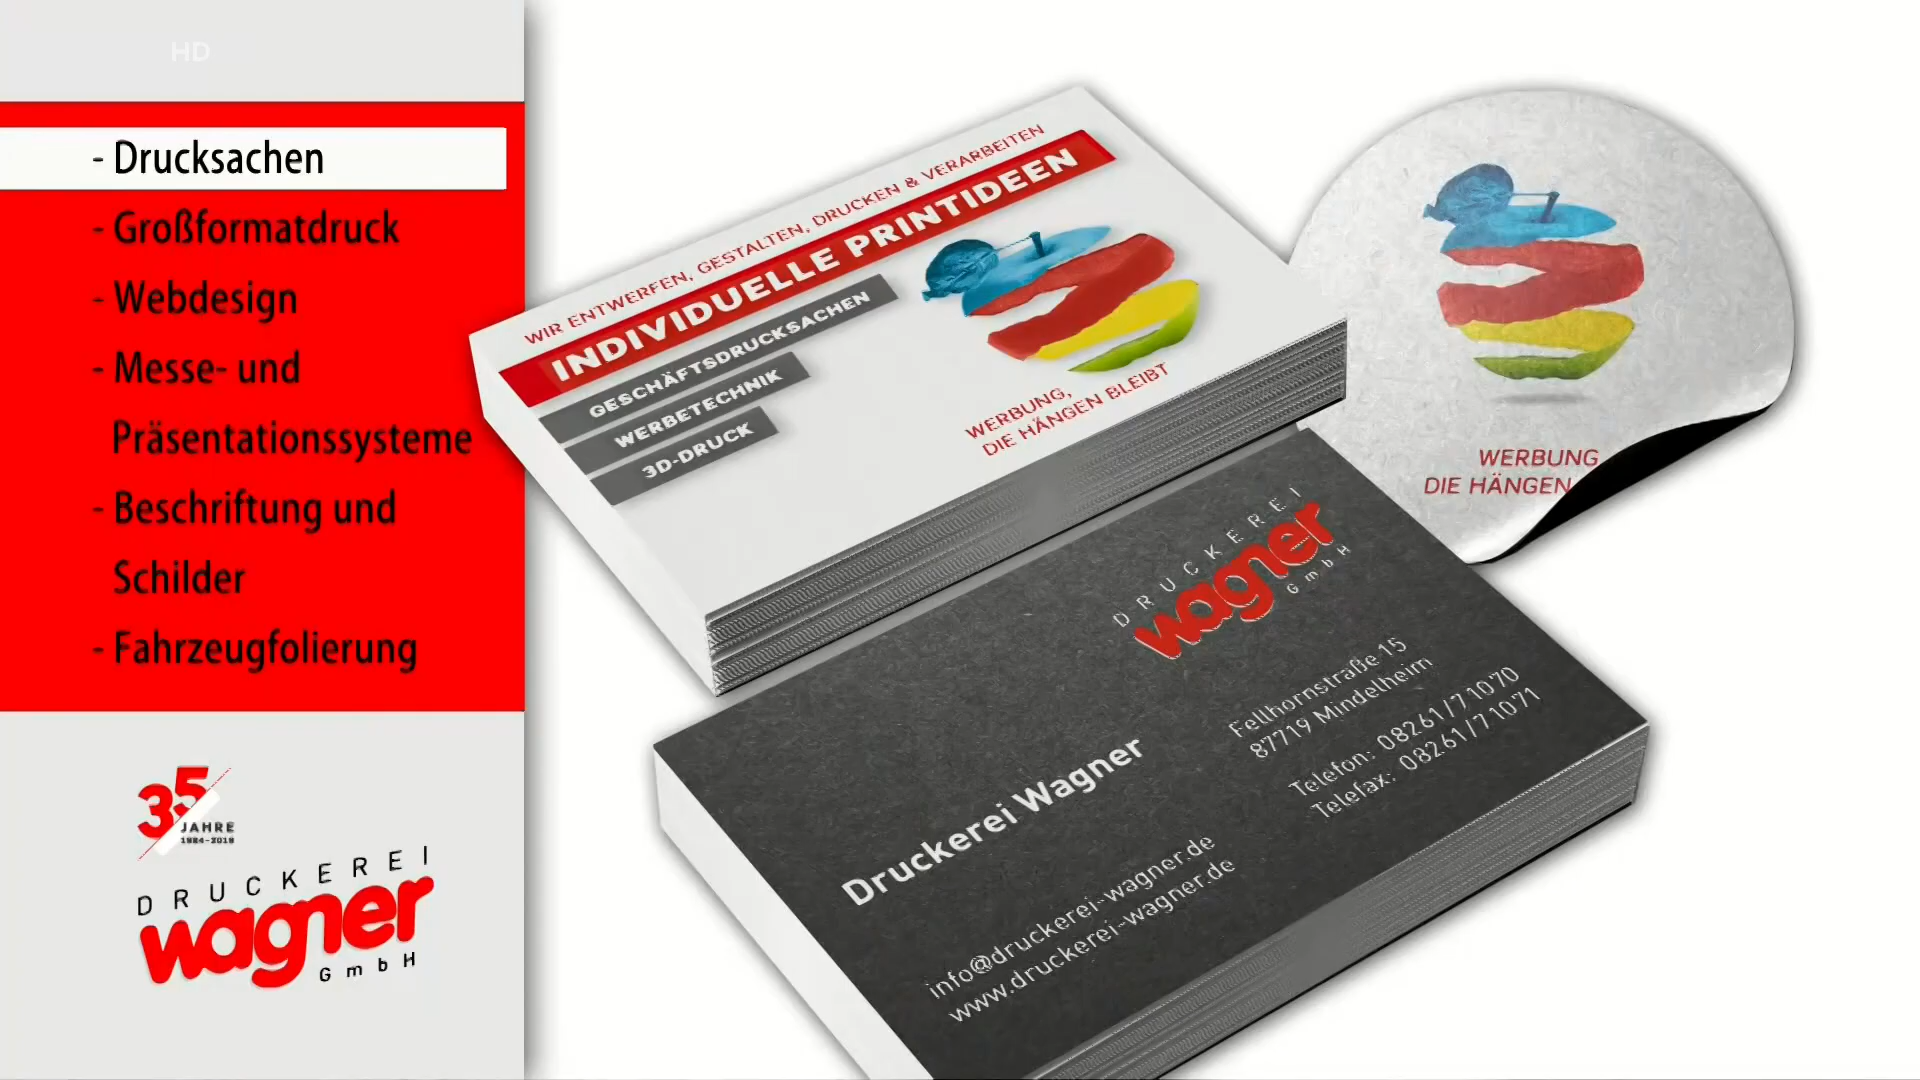 HD
- Drucksachen
- Großformatdruck
- Webdesign
- Messe- und
Präsentationssysteme
- Beschriftung und
Schilder
- Fahrzeugfolierung
35
JAHRE
1984-2019
DRUCKEREI
wagner
GmbH
WIR ENTWERFEN, GESTALTEN, DRUCKEN & VERARBEITEN
INDIVIDUELLE PRINTIDEEN
GESCHÄFTSDRUCKSACHEN
WERBETECHNIK
3D-DRUCK
WERBUNG,
DIE HÄNGEN BLEIBT
WERBUNG
DIE HÄNGEN
DRUCKEREI
wagner
GmbH
Fellhornstraße 15
87719 Mindelheim
Telefon: 08261/71070
Telefax: 08261/71071
Druckerei Wagner
info@druckerei-wagner.de
www.druckerei-wagner.de